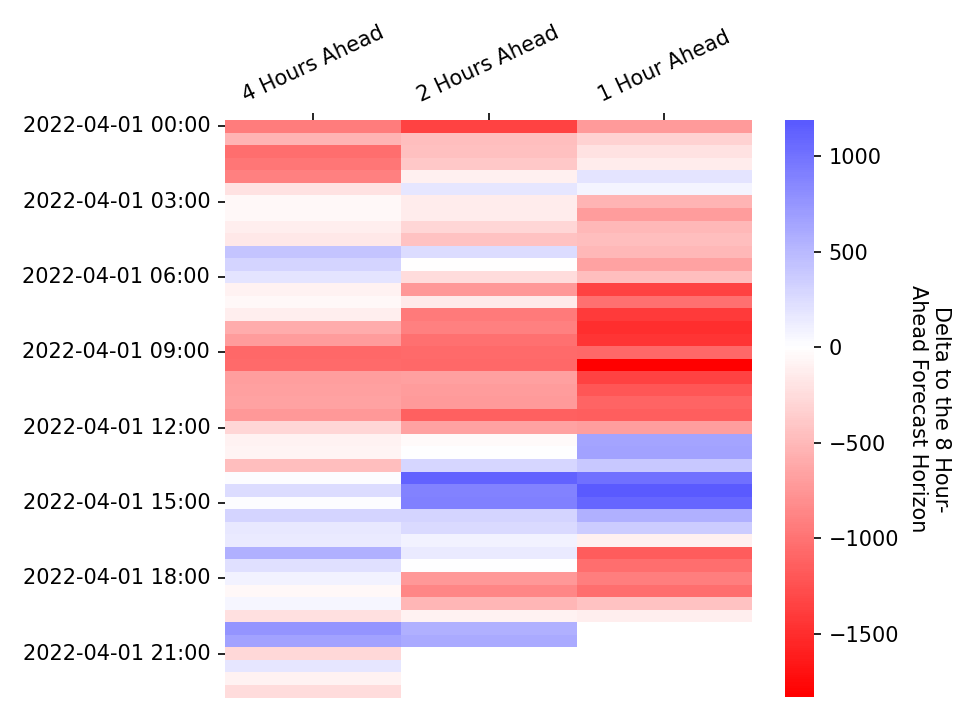 4 Hours Ahead
2 Hours Ahead
1 Hour Ahead
2022-04-01 00:00
2022-04-01 03:00
2022-04-01 06:00
2022-04-01 09:00
2022-04-01 12:00
2022-04-01 15:00
2022-04-01 18:00
2022-04-01 21:00
1000
500
0
−500
−1000
−1500
Delta to the 8 Hour-
Ahead Forecast Horizon